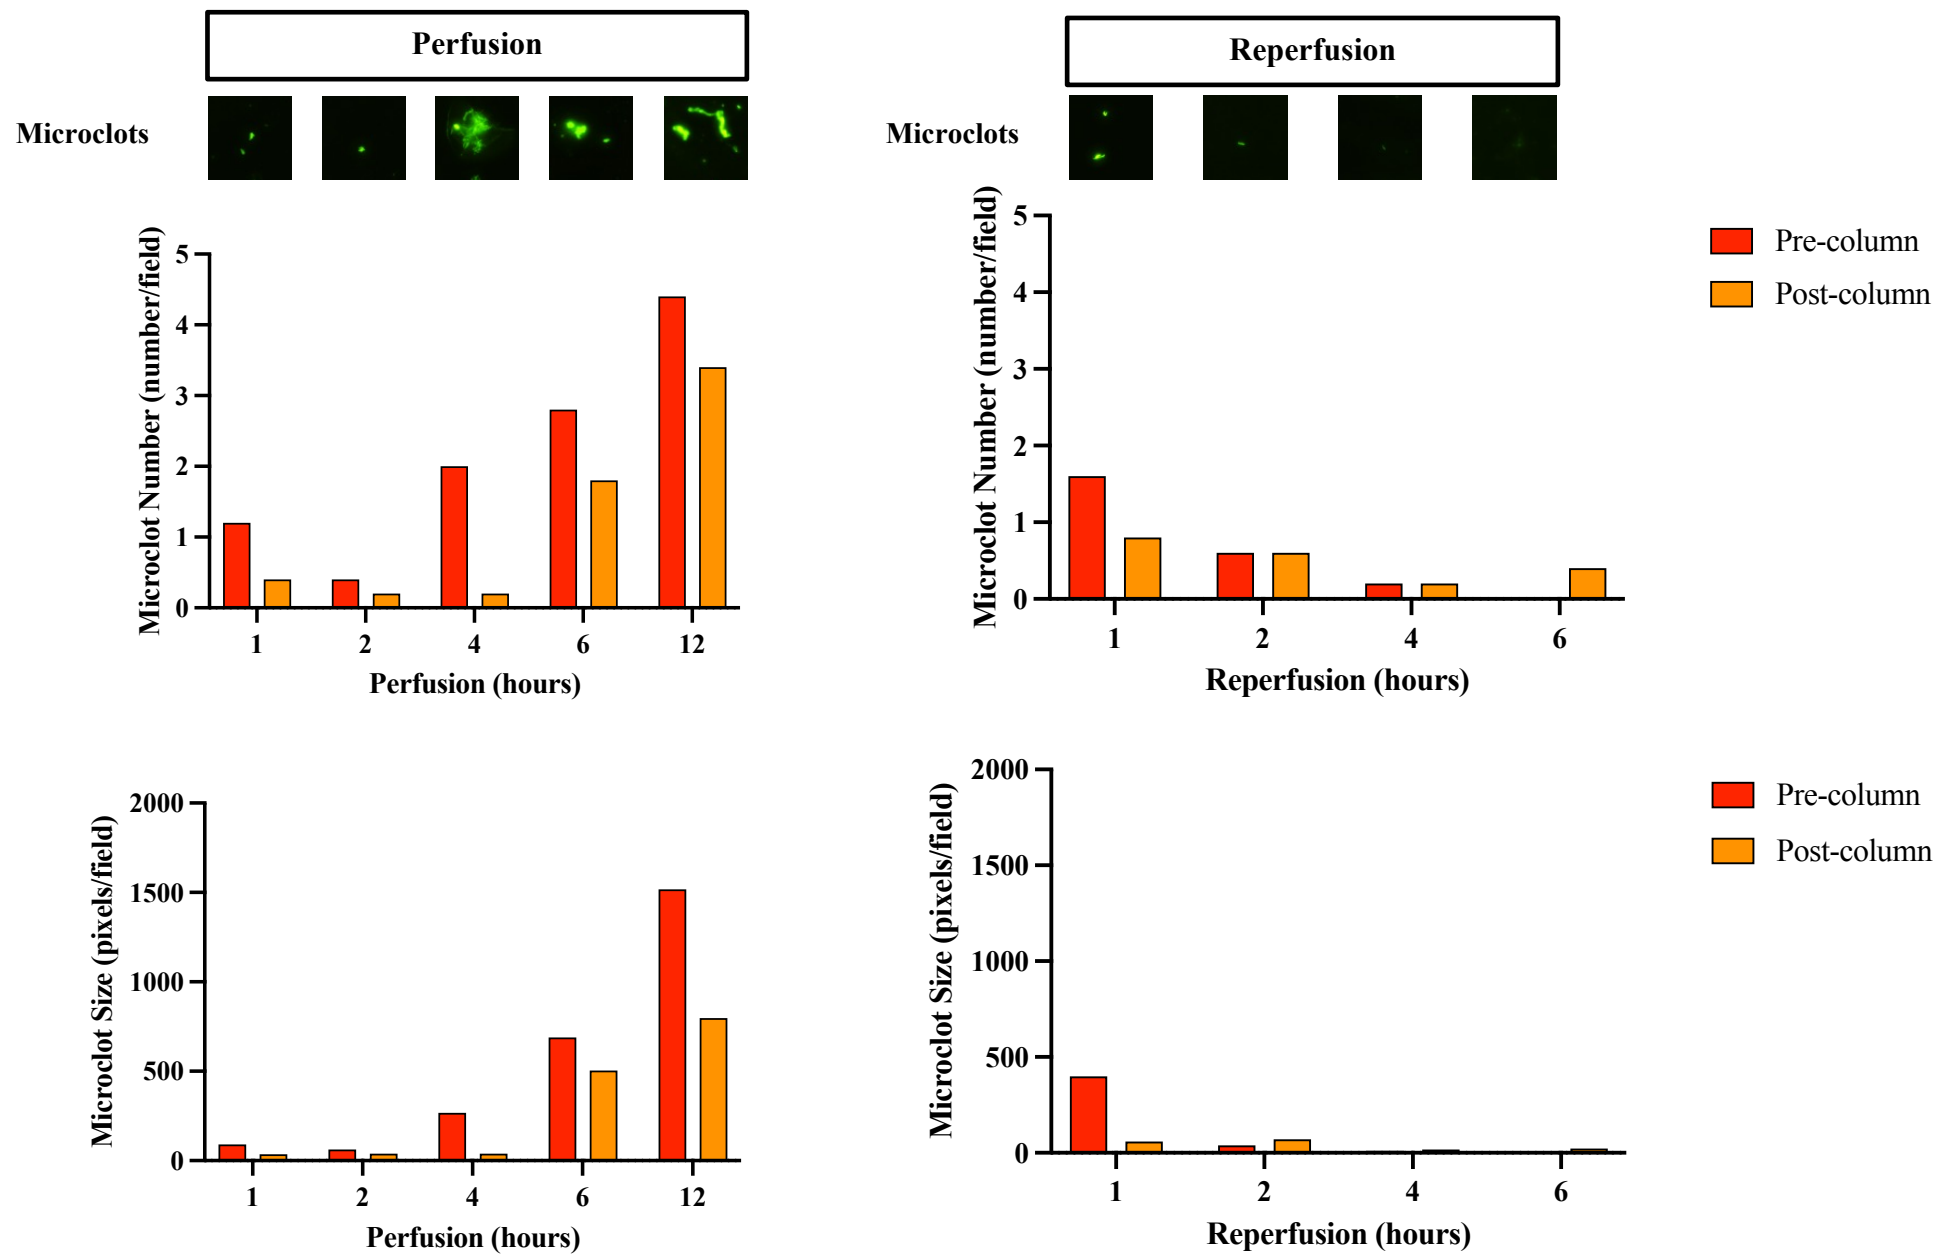 Perfusion
Microclots
Microclot Number (number/field)
5
4
3
2
1
0
1 2 4 6 12
Perfusion (hours)
Reperfusion
Microclots
Microclot Number (number/field)
5
4
3
2
1
0
1 2 4 6
Reperfusion (hours)
Pre-column
Post-column
Microclot Size (pixels/field)
2000
1500
1000
500
0
1 2 4 6 12
Perfusion (hours)
Microclot Size (pixels/field)
2000
1500
1000
500
0
1 2 4 6
Reperfusion (hours)
Pre-column
Post-column